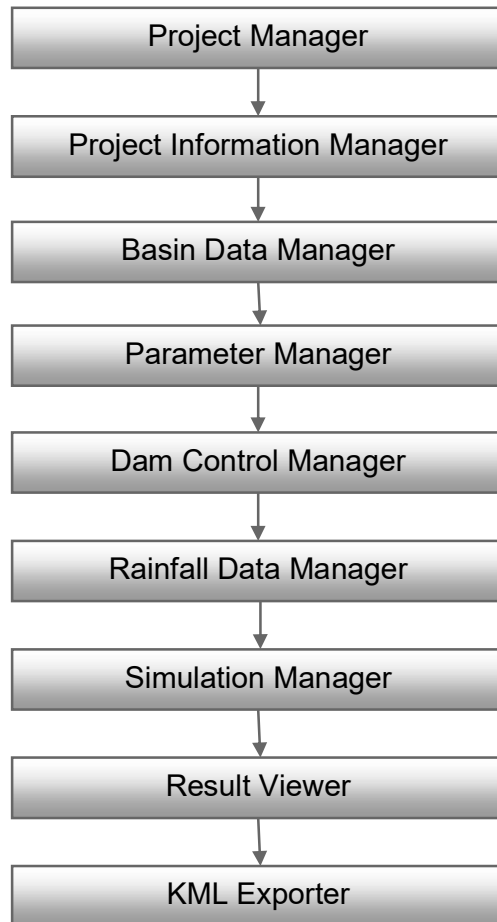 Project Manager
Project Information Manager
Basin Data Manager
Parameter Manager
Dam Control Manager
Rainfall Data Manager
Simulation Manager
Result Viewer
KML Exporter